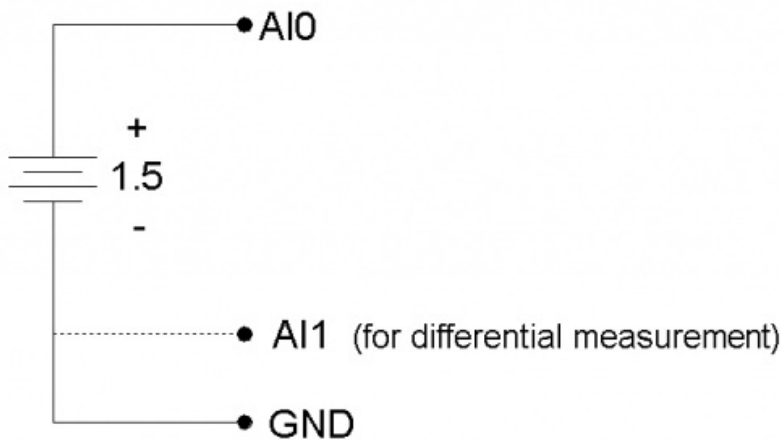 AI0
+
1.5
-
AI1 (for differential measurement)
GND